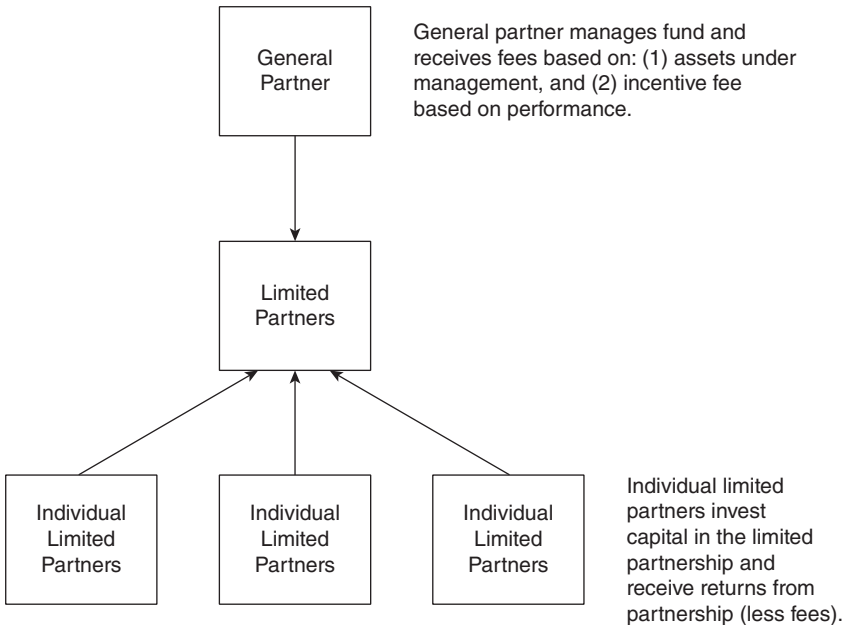 General
Partner
General partner manages fund and
receives fees based on: (1) assets under
management, and (2) incentive fee
based on performance.
Limited
Partners
Individual
Limited
Partners
Individual
Limited
Partners
Individual
Limited
Partners
Individual limited
partners invest
capital in the limited
partnership and
receive returns from
partnership (less fees).